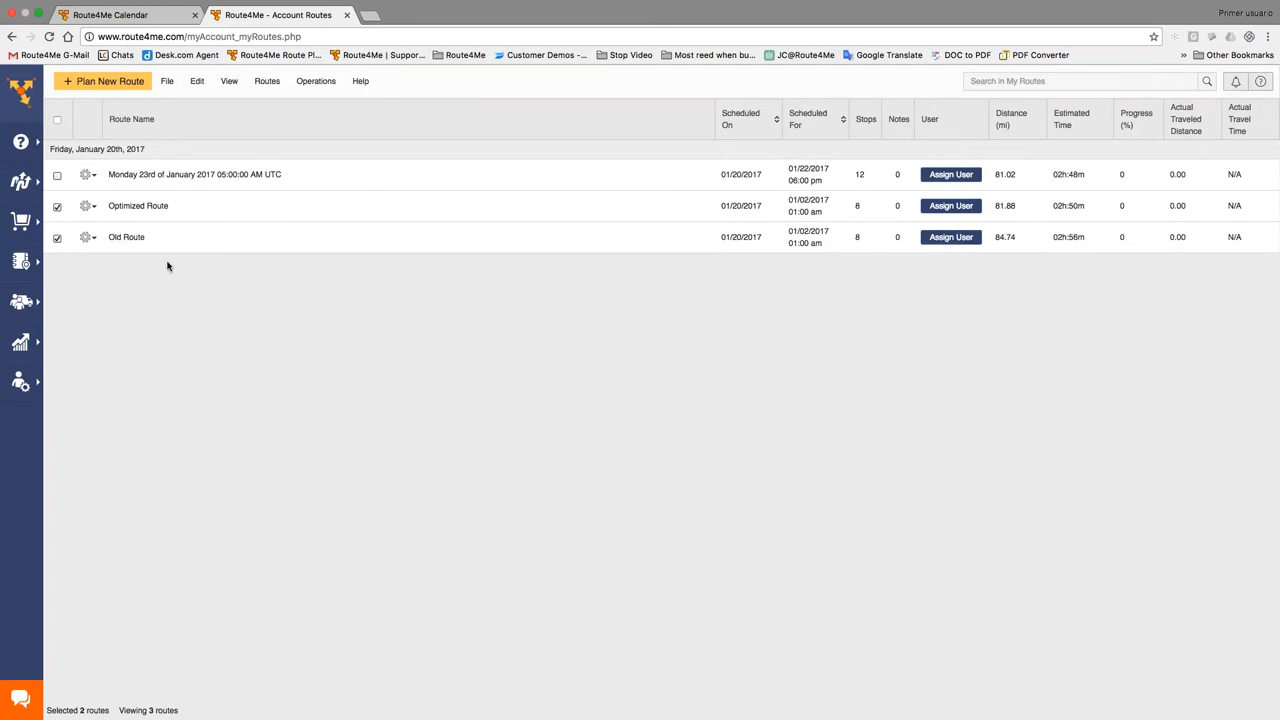 Route4Me Calendar
Route4Me - Account Routes
Primer usuario
www.route4me.com/myAccount_myRoutes.php
Route4Me G-Mail
Chats
Desk.com Agent
Route4Me Route Pl...
Route4Me | Suppor...
Route4Me
Customer Demos -...
Stop Video
Most read when bu...
JC@Route4Me
Google Translate
DOC to PDF
PDF Converter
» Other Bookmarks
+ Plan New Route
File
Edit
View
Routes
Operations
Help
Search in My Routes
Route Name
Scheduled On
Scheduled For
Stops
Notes
User
Distance (mi)
Estimated Time
Progress (%)
Actual Traveled Distance
Actual Travel Time
Friday, January 20th, 2017
Monday 23rd of January 2017 05:00:00 AM UTC 01/20/2017 01/22/2017 06:00 pm 12 0 Assign User 81.02 02h:48m 0 0.00 N/A
Optimized Route 01/20/2017 01/02/2017 01:00 am 8 0 Assign User 81.88 02h:50m 0 0.00 N/A
Old Route 01/20/2017 01/02/2017 01:00 am 8 0 Assign User 84.74 02h:56m 0 0.00 N/A
Selected 2 routes Viewing 3 routes